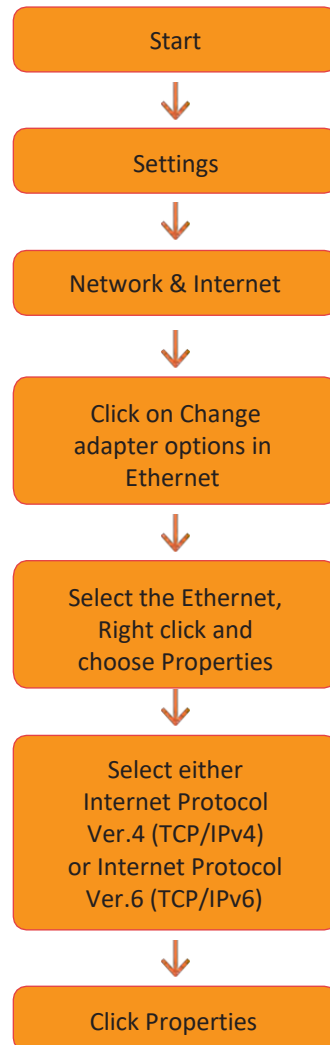 Start
Settings
Network & Internet
Click on Change
adapter options in
Ethernet
Select the Ethernet,
Right click and
choose Properties
Select either
Internet Protocol
Ver.4 (TCP/IPv4)
or Internet Protocol
Ver.6 (TCP/IPv6)
Click Properties